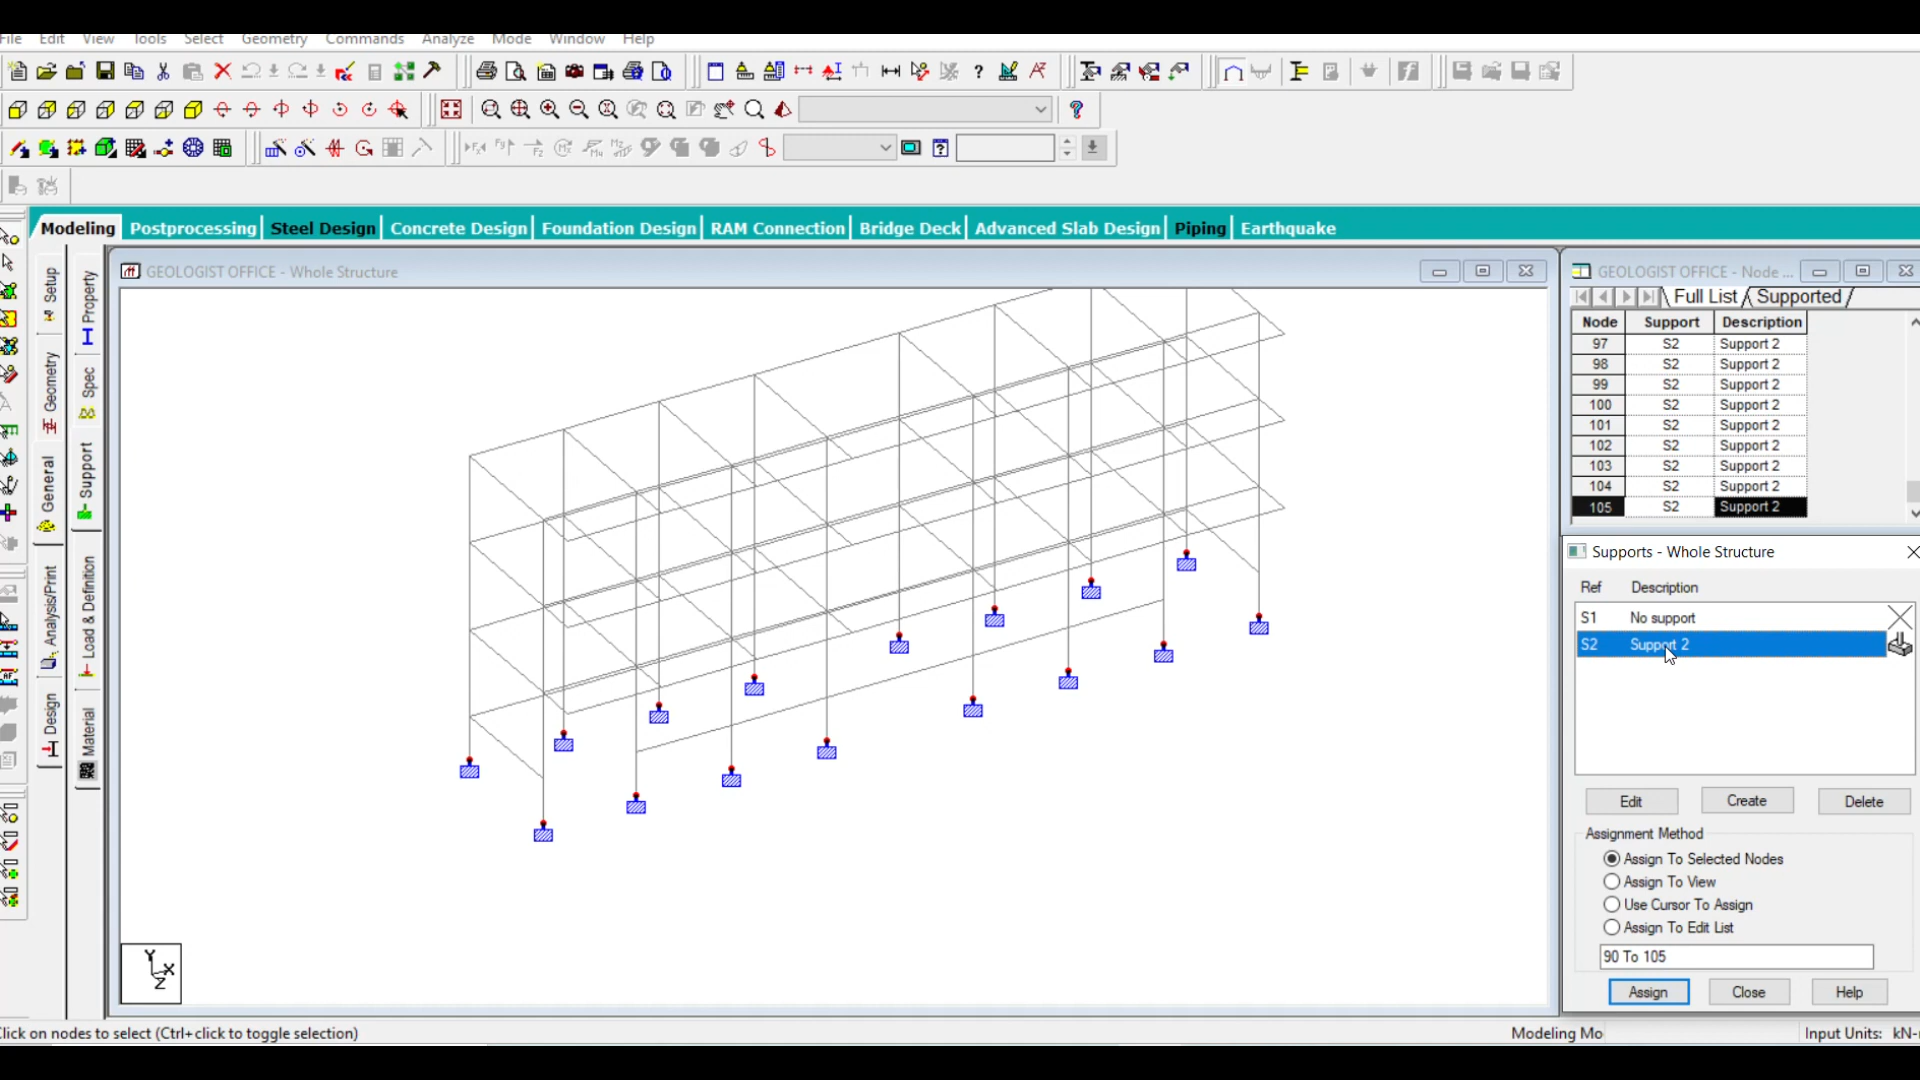 File Edit View Tools Select Geometry Commands Analyze Mode Window Help
Modeling Postprocessing Steel Design Concrete Design Foundation Design RAM Connection Bridge Deck Advanced Slab Design Piping Earthquake
GEOLOGIST OFFICE - Whole Structure
GEOLOGIST OFFICE - Node ...
Full List Supported
Node Support Description
97 S2 Support 2
98 S2 Support 2
99 S2 Support 2
100 S2 Support 2
101 S2 Support 2
102 S2 Support 2
103 S2 Support 2
104 S2 Support 2
105 S2 Support 2
Setup
Geometry
General
Analysis/Print
Design
Property
Spec
Support
Load & Definition
Material
Supports - Whole Structure
Ref Description
S1 No support
S2 Support 2
Edit Create Delete
Assignment Method
Assign To Selected Nodes
Assign To View
Use Cursor To Assign
Assign To Edit List
90 To 105
Assign Close Help
Y
X
Z
Click on nodes to select (Ctrl+click to toggle selection)
Modeling Mo
Input Units: kN-